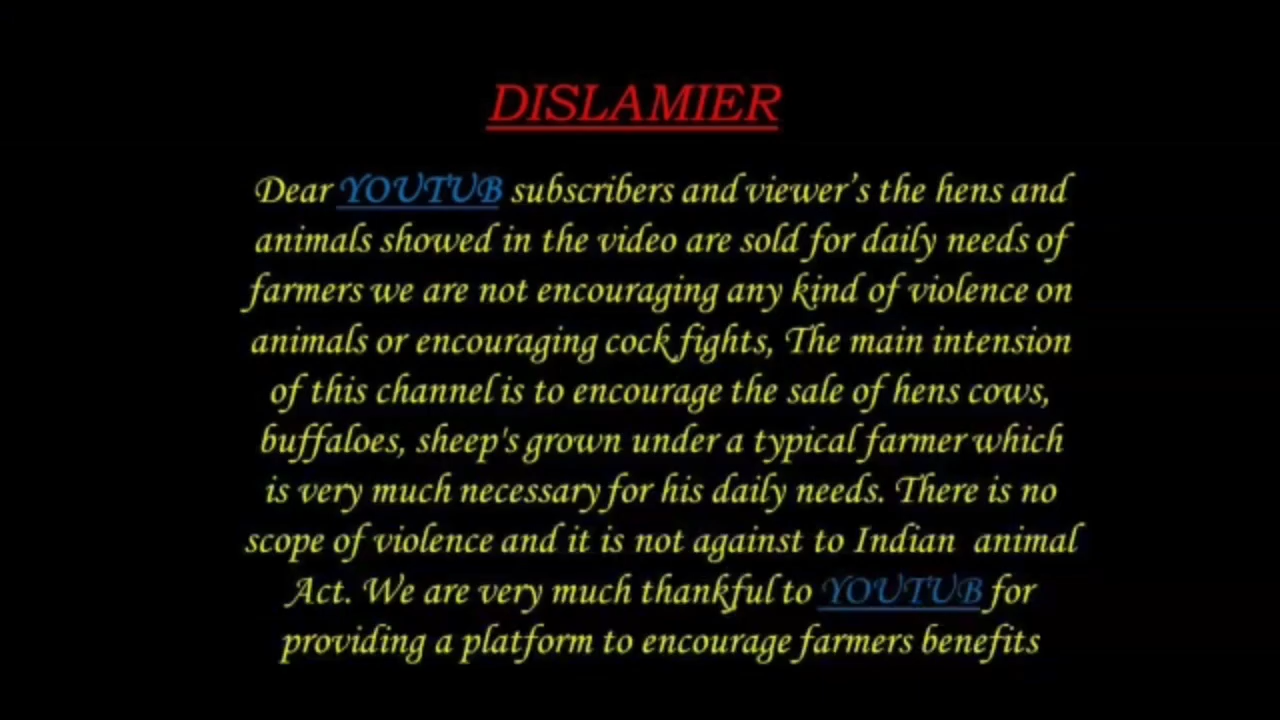 DISLAMIER
Dear YOUTUB subscribers and viewer's the hens and
animals showed in the video are sold for daily needs of
farmers we are not encouraging any kind of violence on
animals or encouraging cock fights, The main intension
of this channel is to encourage the sale of hens cows,
buffaloes, sheep's grown under a typical farmer which
is very much necessary for his daily needs. There is no
scope of violence and it is not against to Indian animal
Act. We are very much thankful to YOUTUB for
providing a platform to encourage farmers benefits